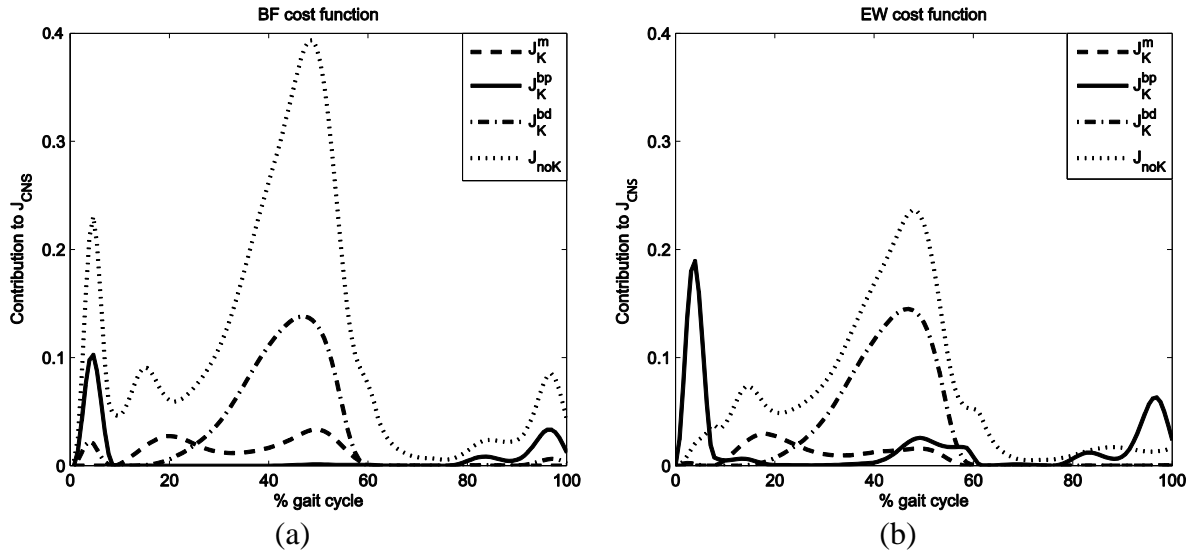 BF cost function
0.4
0.3
0.2
0.1
0
Contribution to J_CNS
J_K^m
J_K^bp
J_K^bd
J_noK
0 20 40 60 80 100
% gait cycle
(a)
EW cost function
0.4
0.3
0.2
0.1
0
Contribution to J_CNS
J_K^m
J_K^bp
J_K^bd
J_noK
0 20 40 60 80 100
% gait cycle
(b)